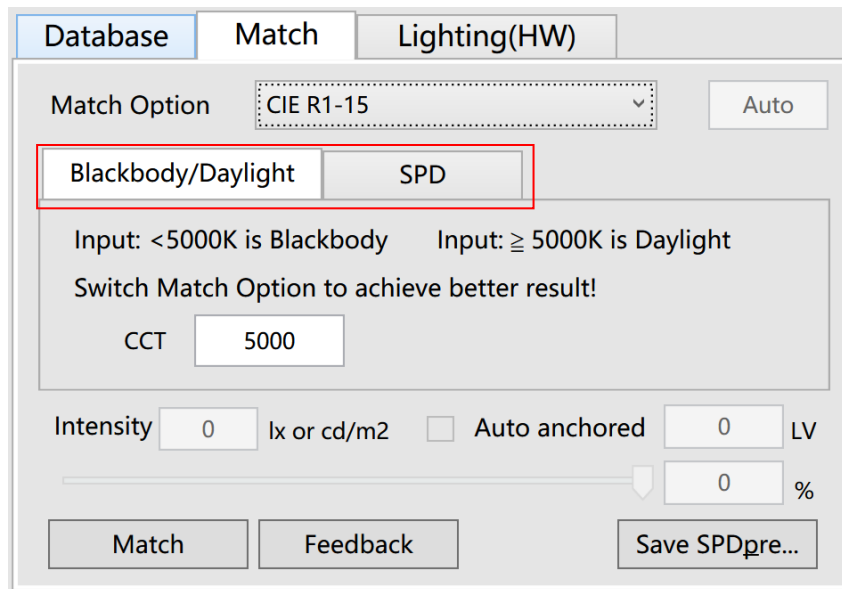 Database Match Lighting(HW)
Match Option CIE R1-15 Auto
Blackbody/Daylight SPD
Input: <5000K is Blackbody Input: ≧ 5000K is Daylight
Switch Match Option to achieve better result!
CCT 5000
Intensity 0 lx or cd/m2 Auto anchored 0 LV
0 %
Match Feedback Save SPDpre...